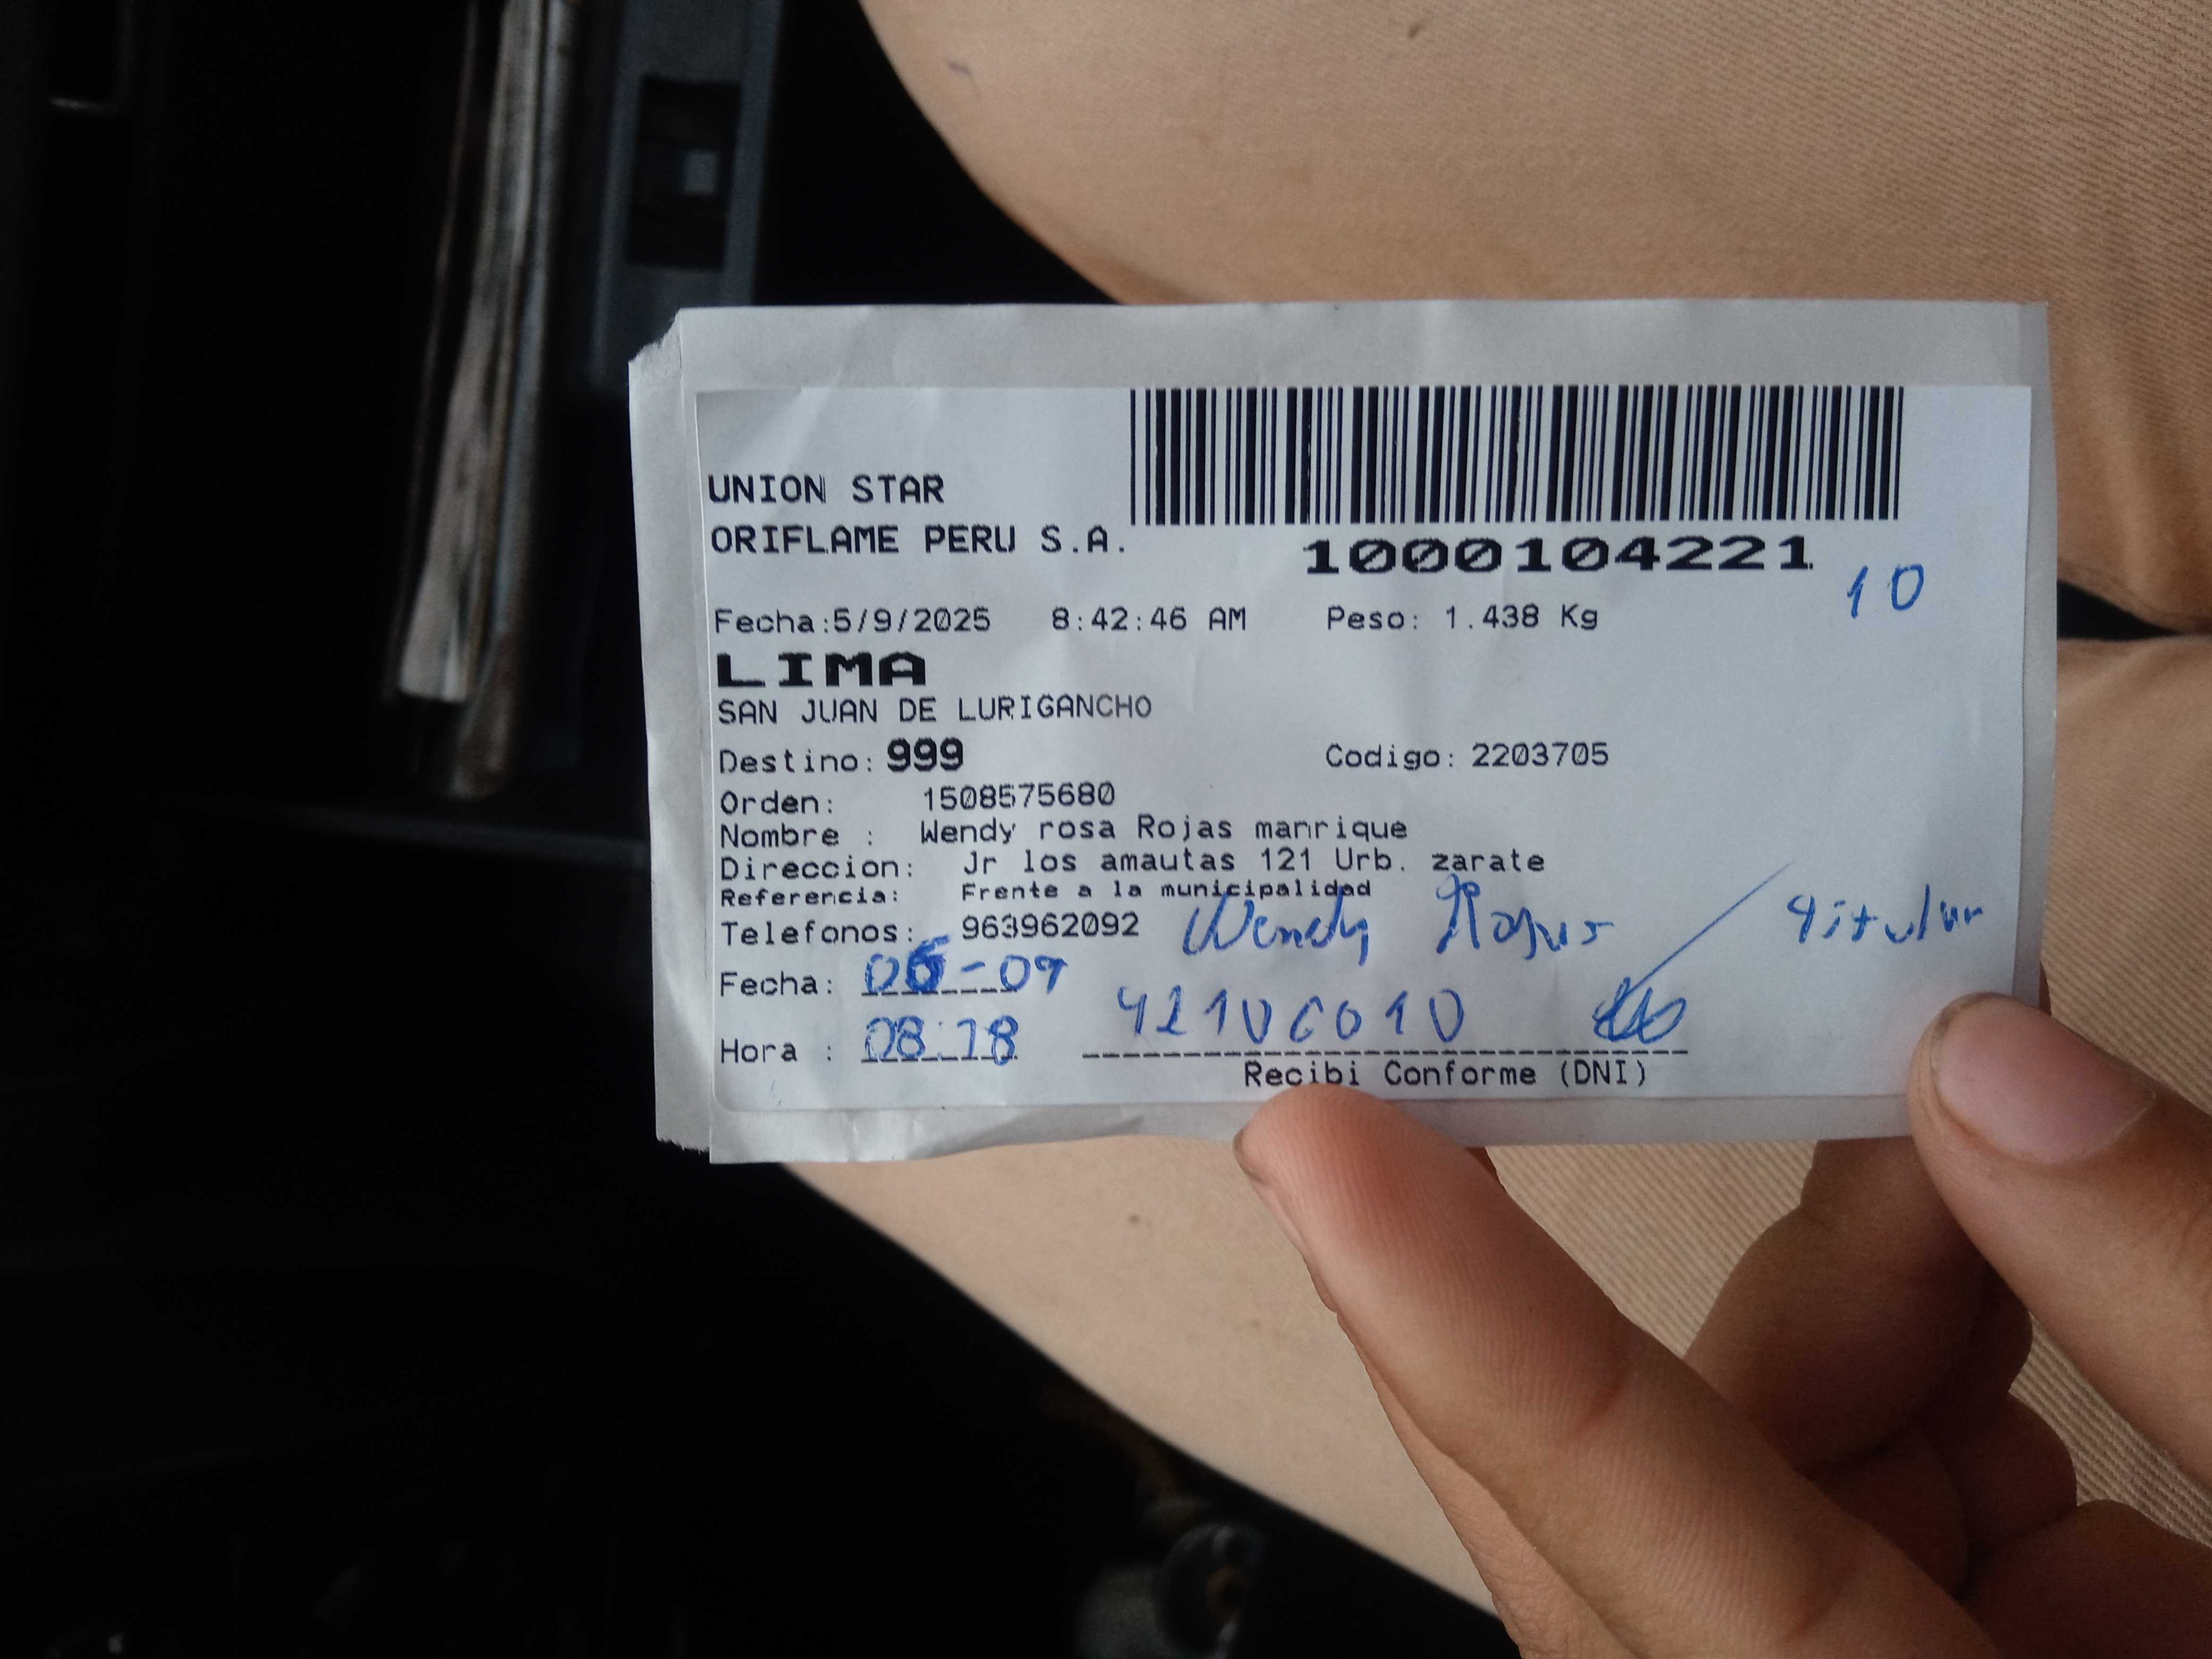 UNION STAR
ORIFLAME PERU S.A.
1000104221
10
Fecha:5/9/2025 8:42:46 AM Peso: 1.438 Kg
LIMA
SAN JUAN DE LURIGANCHO
Destino: 999 Codigo: 2203705
Orden: 1508575680
Nombre : Wendy rosa Rojas manrique
Direccion: Jr los amautas 121 Urb. zarate
Referencia: Frente a la municipalidad
Telefonos: 963962092 Wendy Rojas titular
Fecha: 06-09
Hora : 08:18
Recibi Conforme (DNI)